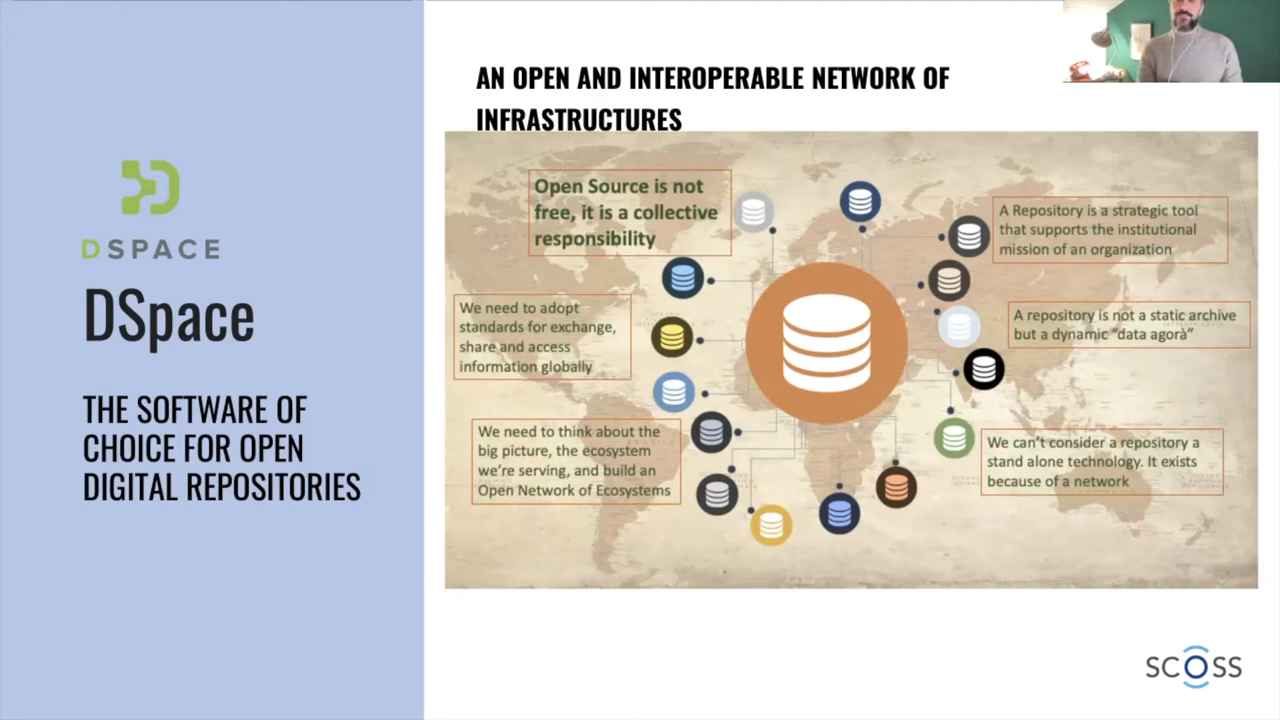 DSPACE
DSpace
THE SOFTWARE OF
CHOICE FOR OPEN
DIGITAL REPOSITORIES
AN OPEN AND INTEROPERABLE NETWORK OF
INFRASTRUCTURES
Open Source is not
free, it is a collective
responsibility
We need to adopt
standards for exchange,
share and access
information globally
We need to think about the
big picture, the ecosystem
we're serving, and build an
Open Network of Ecosystems
A Repository is a strategic tool
that supports the institutional
mission of an organization
A repository is not a static archive
but a dynamic "data agorà"
We can't consider a repository a
stand alone technology. It exists
because of a network
SCOSS